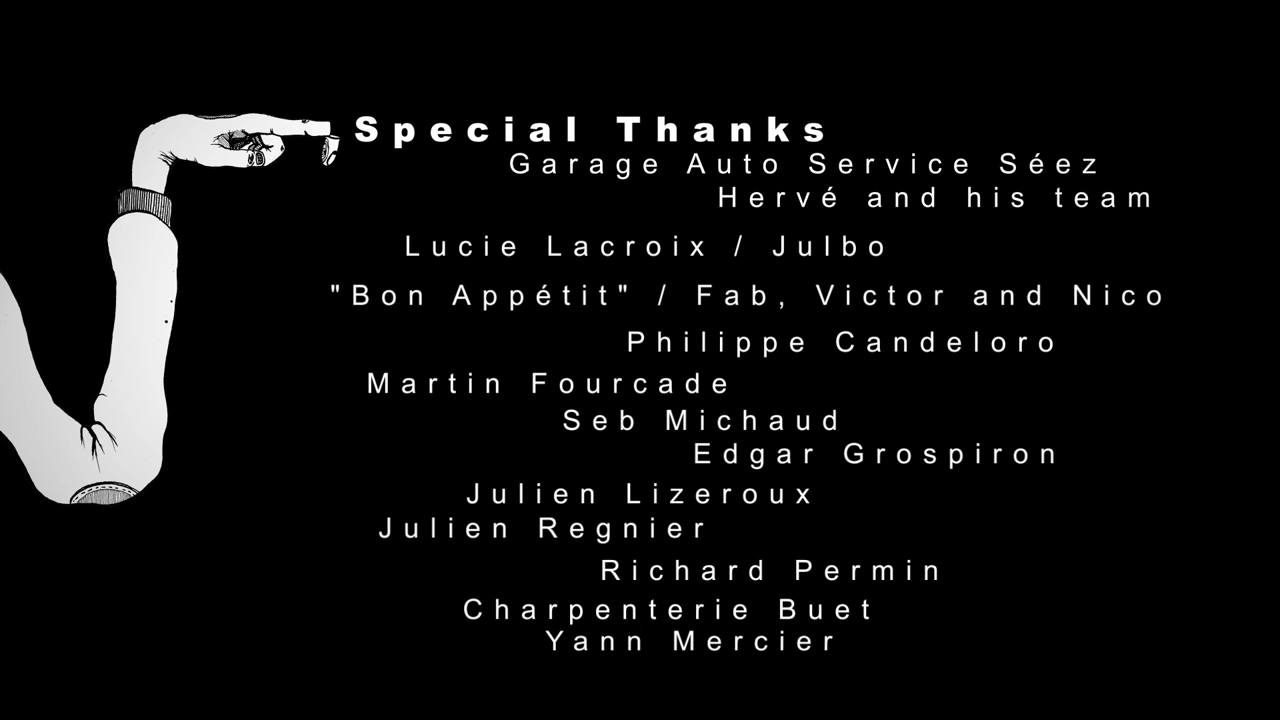 Special Thanks
Garage Auto Service Séez
Hervé and his team
Lucie Lacroix / Julbo
"Bon Appétit" / Fab, Victor and Nico
Philippe Candeloro
Martin Fourcade
Seb Michaud
Edgar Grospiron
Julien Lizeroux
Julien Regnier
Richard Permin
Charpenterie Buet
Yann Mercier